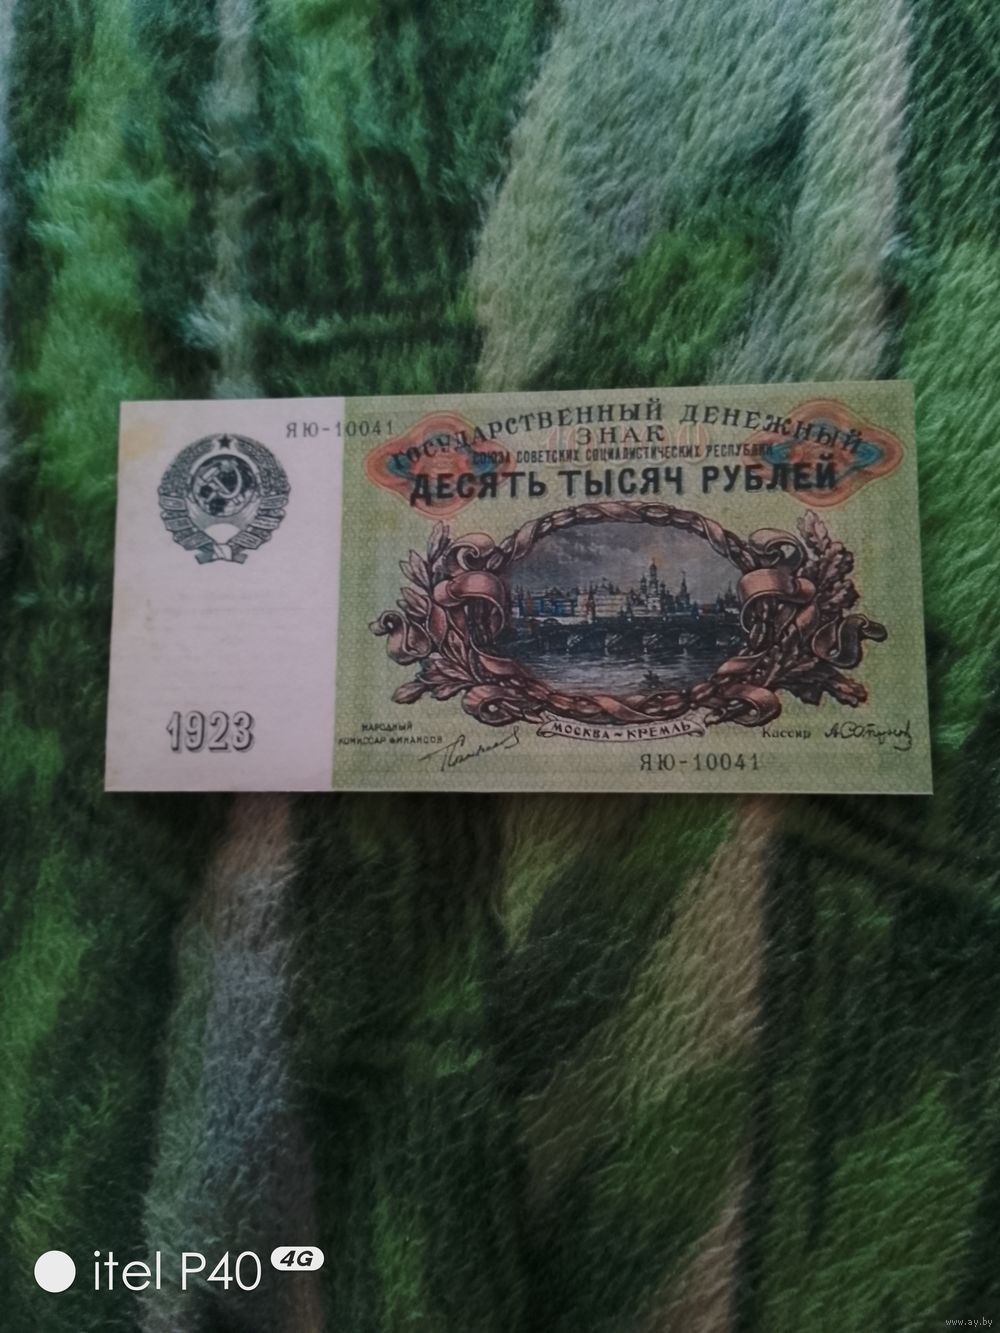 ЯЮ-10041
ГОСУДАРСТВЕННЫЙ ДЕНЕЖНЫЙ
ЗНАК
СОЮЗА СОВЕТСКИХ СОЦИАЛИСТИЧЕСКИХ РЕСПУБЛИК
ДЕСЯТЬ ТЫСЯЧ РУБЛЕЙ
1923
НАРОДНЫЙ
КОМИССАР ФИНАНСОВ
МОСКВА~КРЕМЛЬ
Кассир
ЯЮ-10041
itel P40 4G
www.ay.by